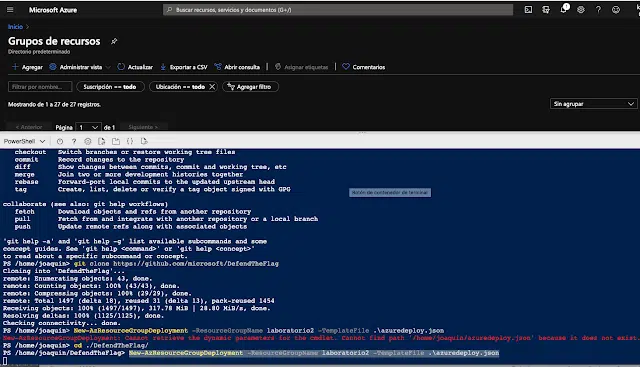 Microsoft Azure
Buscar recursos, servicios y documentos (G+/)
1
?
k
Inicio >
Grupos de recursos
Directorio predeterminado
+ Agregar
Administrar vista
Actualizar
Exportar a CSV
Abrir consulta
Asignar etiquetas
Comentarios
Filtrar por nombre...
Suscripción == todo
Ubicación == todo ×
Agregar filtro
Mostrando de 1 a 27 de 27 registros.
Sin agrupar
< Anterior
Página 1 de 1
Siguiente >
PowerShell
checkout Switch branches or restore working tree files
commit Record changes to the repository
diff Show changes between commits, commit and working tree, etc
merge Join two or more development histories together
rebase Forward-port local commits to the updated upstream head
tag Create, list, delete or verify a tag object signed with GPG
Botón de contenedor de terminal
collaborate (see also: git help workflows)
fetch Download objects and refs from another repository
pull Fetch from and integrate with another repository or a local branch
push Update remote refs along with associated objects
'git help -a' and 'git help -g' list available subcommands and some
concept guides. See 'git help <command>' or 'git help <concept>'
to read about a specific subcommand or concept.
PS /home/joaquin> git clone https://github.com/microsoft/DefendTheFlag
Cloning into 'DefendTheFlag'...
remote: Enumerating objects: 43, done.
remote: Counting objects: 100% (43/43), done.
remote: Compressing objects: 100% (29/29), done.
remote: Total 1497 (delta 18), reused 31 (delta 13), pack-reused 1454
Receiving objects: 100% (1497/1497), 317.78 MiB | 28.80 MiB/s, done.
Resolving deltas: 100% (1125/1125), done.
Checking connectivity... done.
PS /home/joaquin> New-AzResourceGroupDeployment -ResourceGroupName laboratorio2 -TemplateFile .\azuredeploy.json
New-AzResourceGroupDeployment: Cannot retrieve the dynamic parameters for the cmdlet. Cannot find path '/home/joaquin/azuredeploy.json' because it does not exist.
PS /home/joaquin> cd ./DefendTheFlag/
PS /home/joaquin/DefendTheFlag> New-AzResourceGroupDeployment -ResourceGroupName laboratorio2 -TemplateFile .\azuredeploy.json